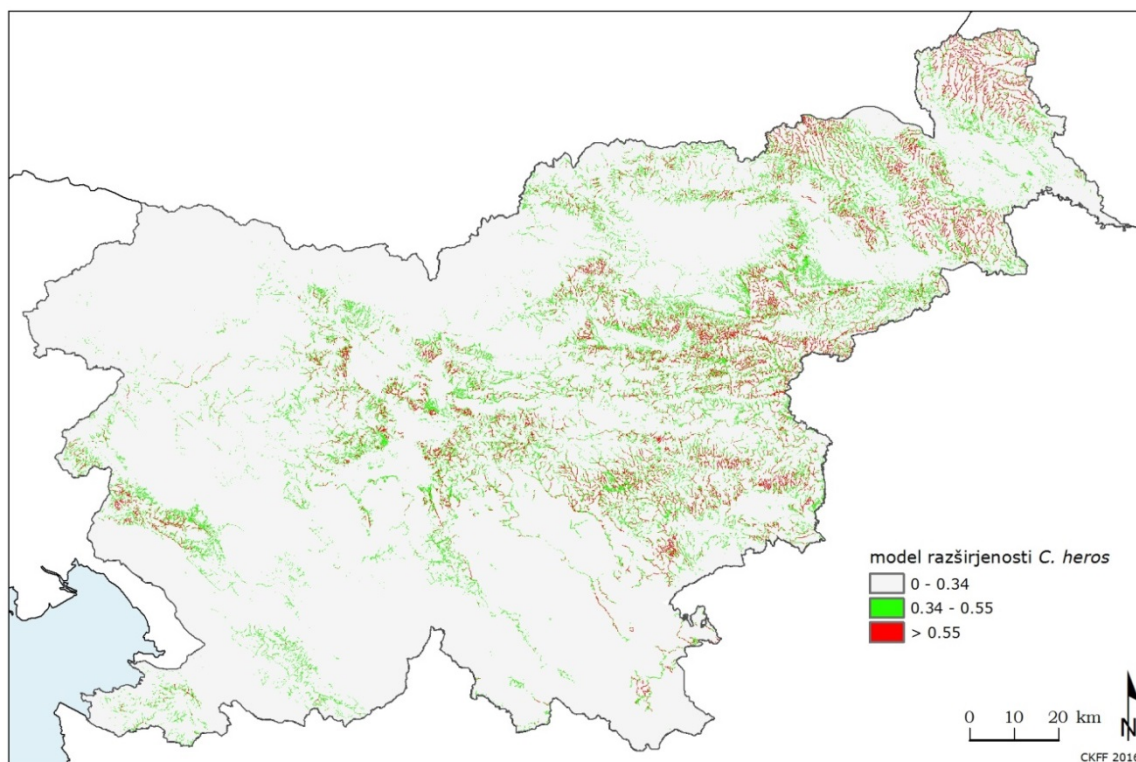 model razširjenosti C. heros
0 - 0.34
0.34 - 0.55
> 0.55
0 10 20 km
N
CKFF 2016